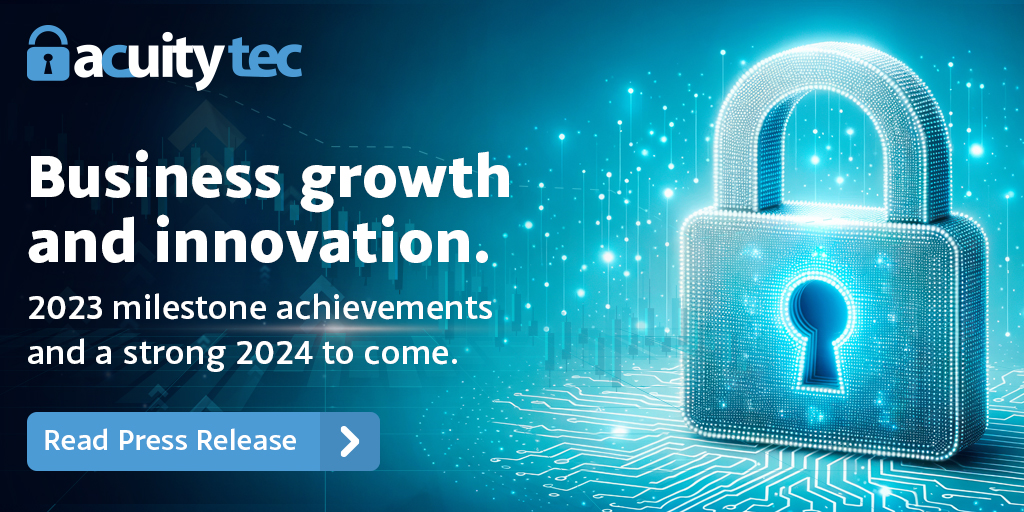 acuitytec
Business growth
and innovation.
2023 milestone achievements
and a strong 2024 to come.
Read Press Release